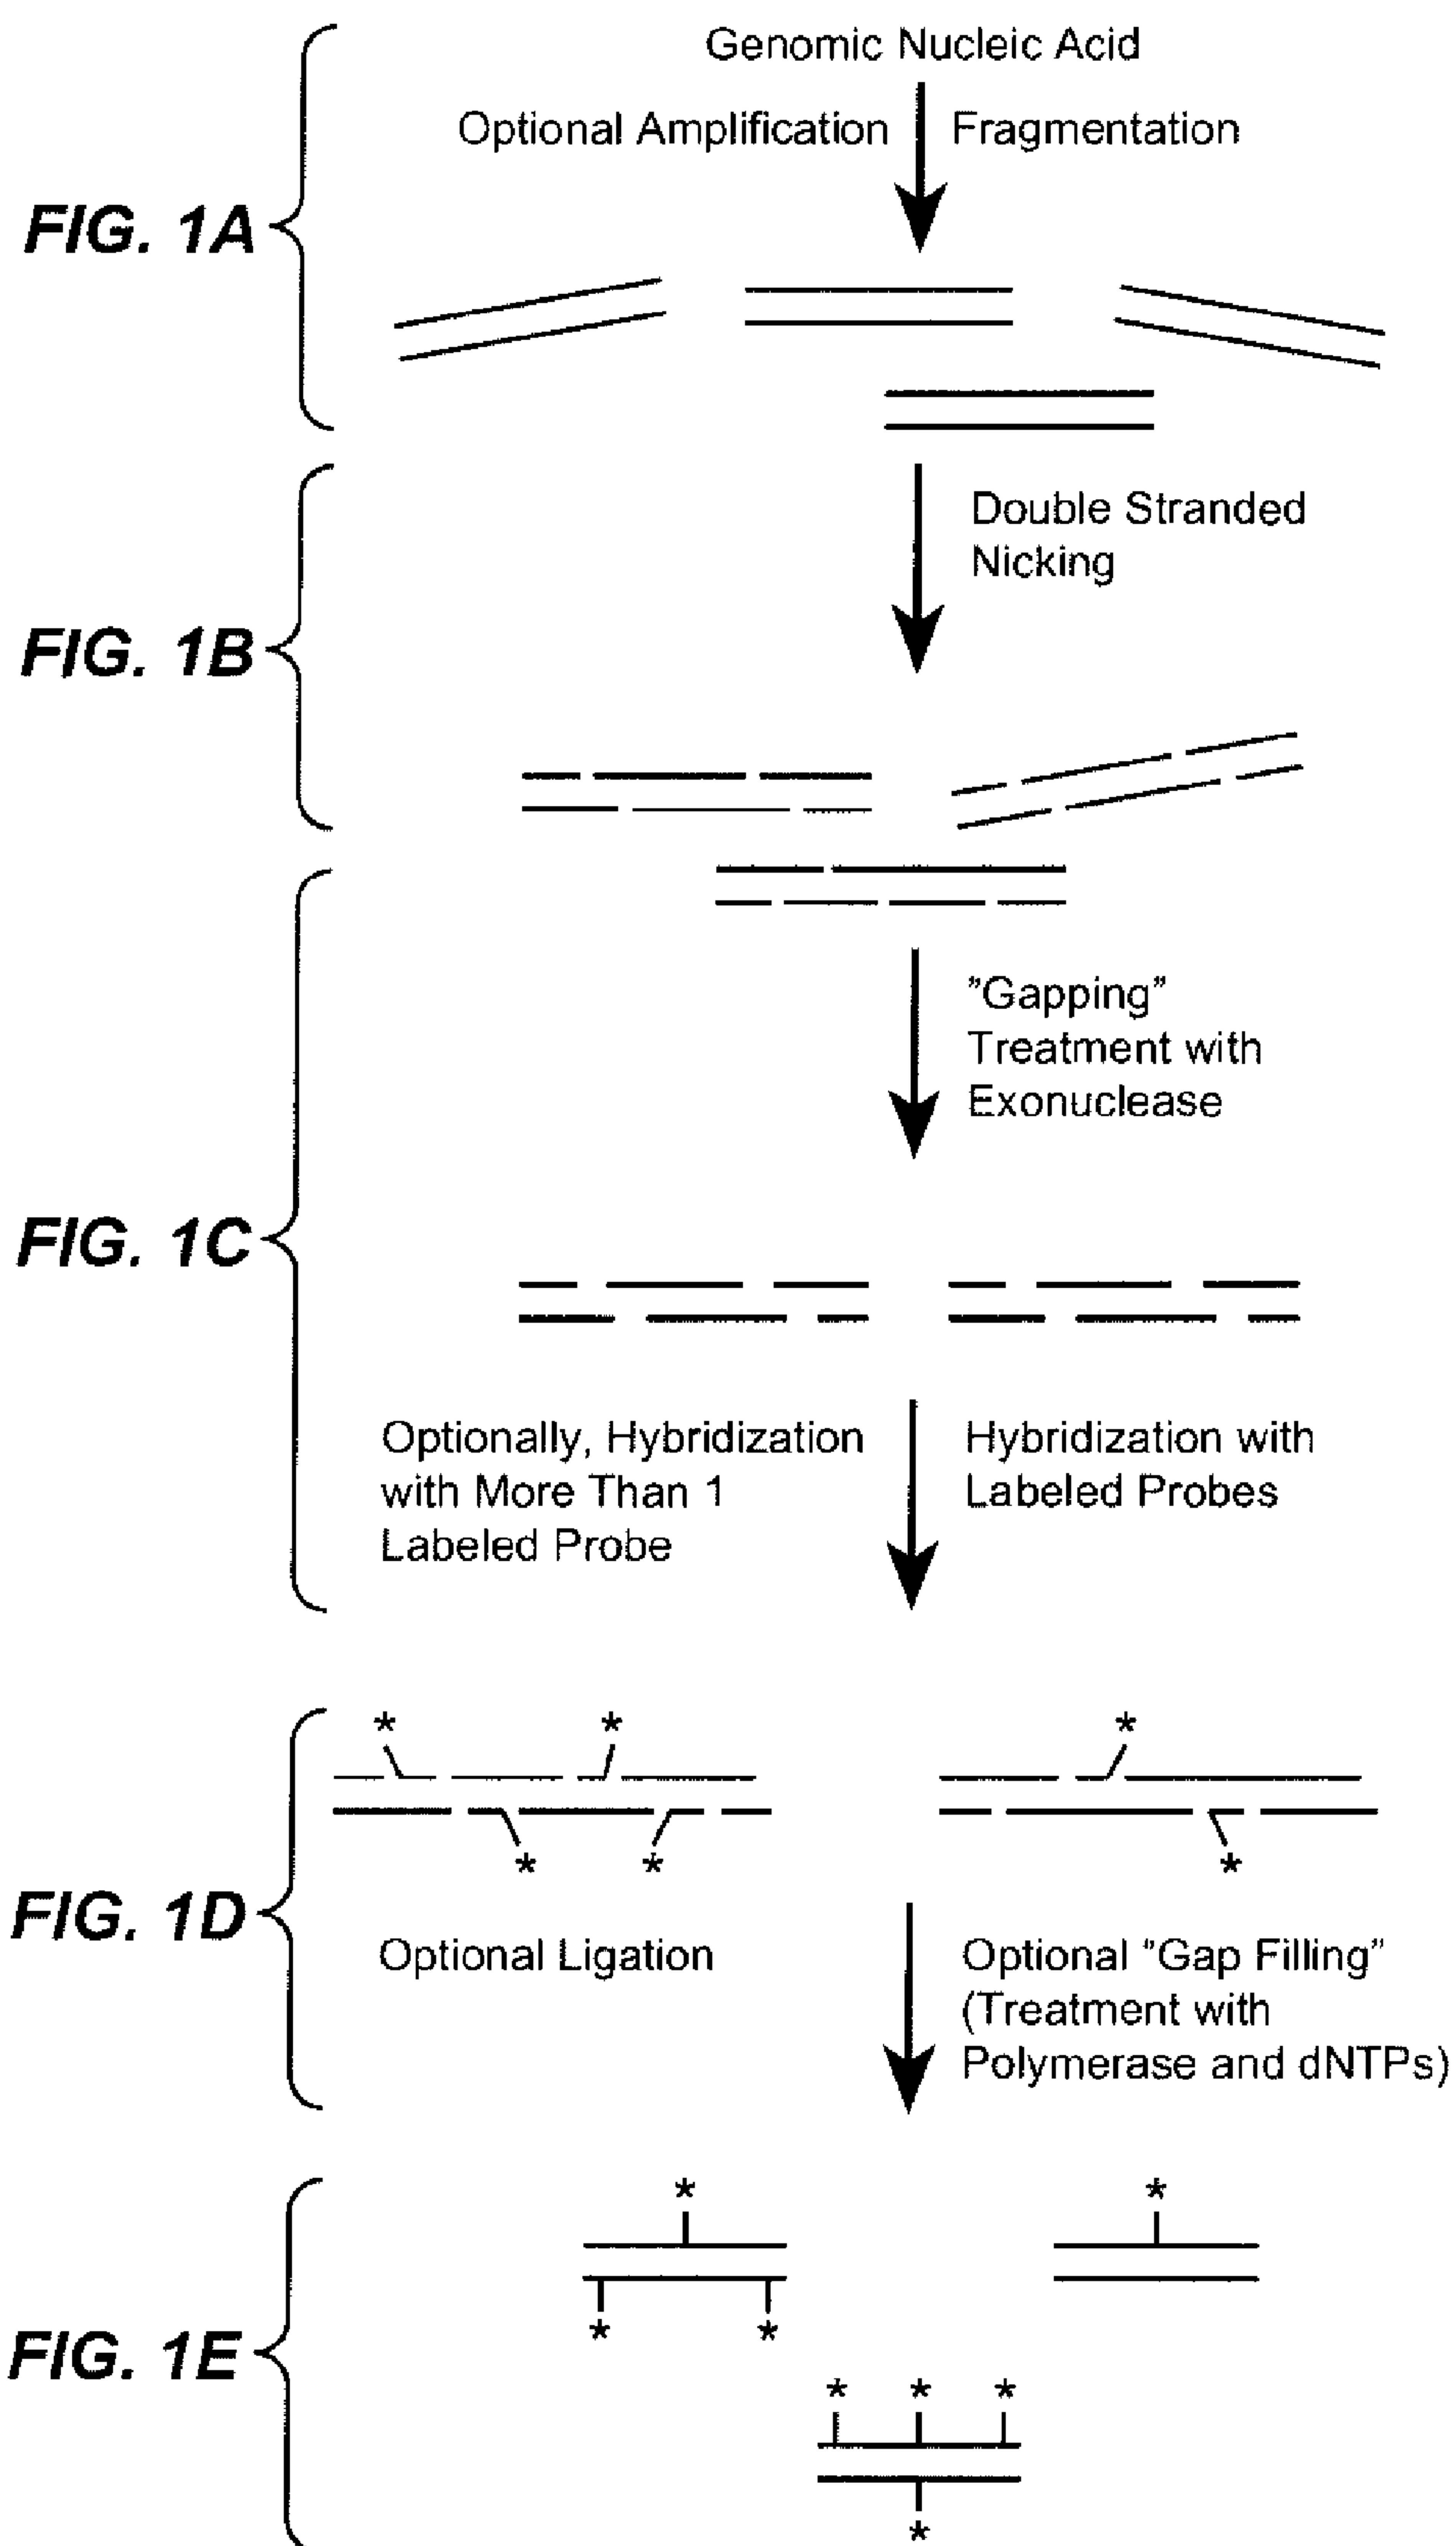 Genomic Nucleic Acid
Optional Amplification Fragmentation
FIG. 1A
Double Stranded
Nicking
FIG. 1B
"Gapping"
Treatment with
Exonuclease
FIG. 1C
Optionally, Hybridization
with More Than 1
Labeled Probe
Hybridization with
Labeled Probes
* * *
* * *
FIG. 1D
Optional Ligation
Optional "Gap Filling"
(Treatment with
Polymerase and dNTPs)
* *
* *
FIG. 1E
* * *
*